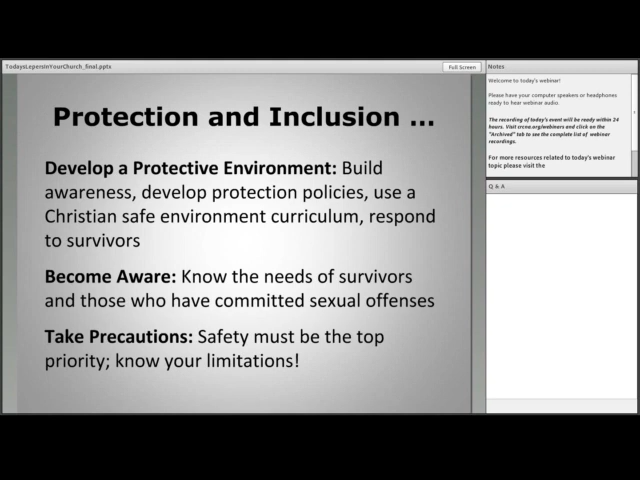 TodaysLepersInYourChurch_final.pptx
Full Screen
Protection and Inclusion ...
Develop a Protective Environment: Build
awareness, develop protection policies, use a
Christian safe environment curriculum, respond
to survivors
Become Aware: Know the needs of survivors
and those who have committed sexual offenses
Take Precautions: Safety must be the top
priority; know your limitations!
Notes
Welcome to today's webinar!
Please have your computer speakers or headphones
ready to hear webinar audio.
The recording of today's event will be ready within 24
hours. Visit crcna.org/webinars and click on the
"Archived" tab to see the complete list of webinar
recordings.
For more resources related to today's webinar
topic please visit the
Q & A